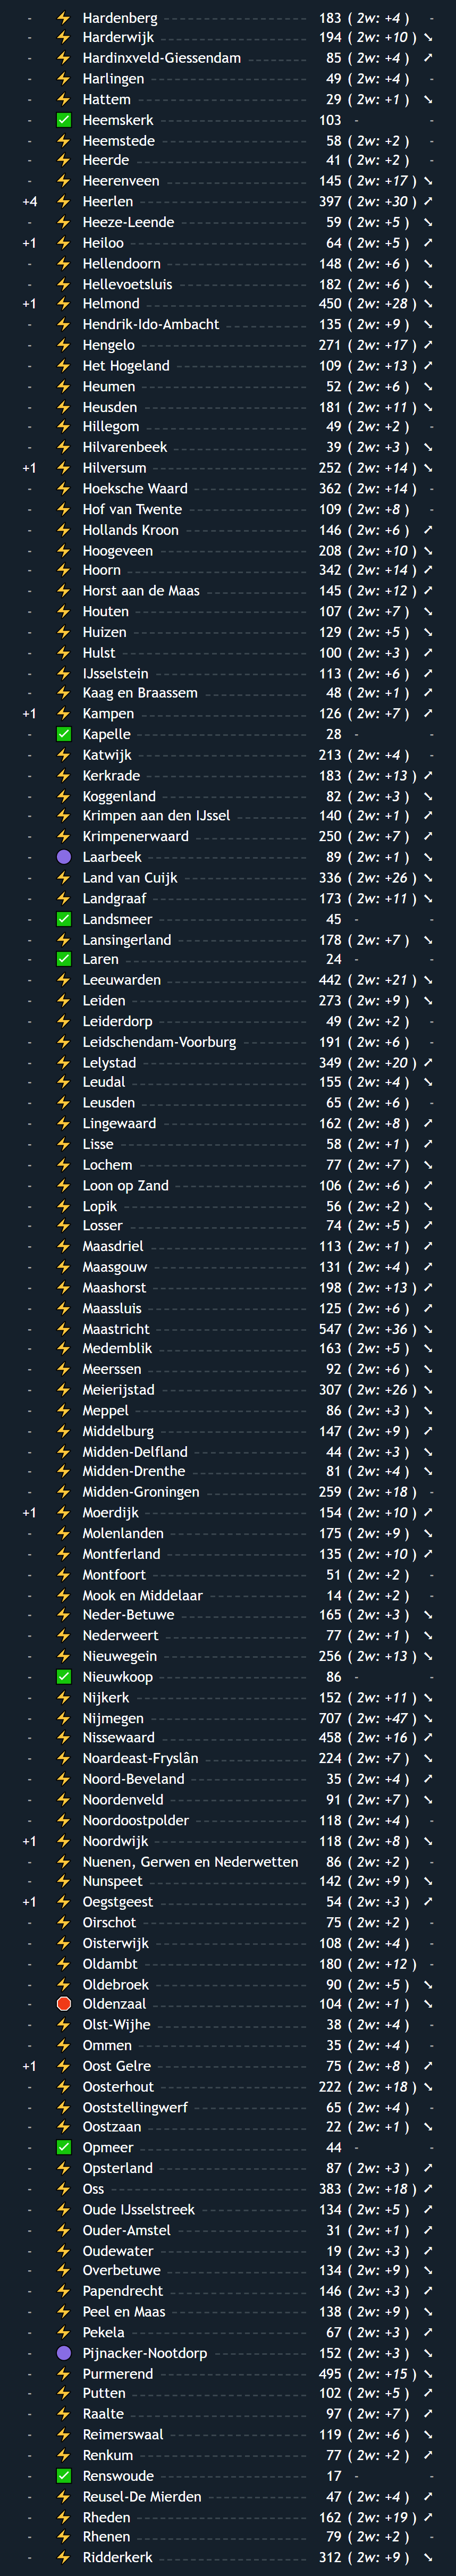 - ⚡ Hardenberg 183 ( 2w: +4 ) -
- ⚡ Harderwijk 194 ( 2w: +10 ) ↘
- ⚡ Hardinxveld-Giessendam 85 ( 2w: +4 ) ↗
- ⚡ Harlingen 49 ( 2w: +4 ) -
- ⚡ Hattem 29 ( 2w: +1 ) ↘
- ✅ Heemskerk 103 - -
- ⚡ Heemstede 58 ( 2w: +2 ) -
- ⚡ Heerde 41 ( 2w: +2 ) -
- ⚡ Heerenveen 145 ( 2w: +17 ) ↘
+4 ⚡ Heerlen 397 ( 2w: +30 ) ↗
- ⚡ Heeze-Leende 59 ( 2w: +5 ) ↘
+1 ⚡ Heiloo 64 ( 2w: +5 ) ↗
- ⚡ Hellendoorn 148 ( 2w: +6 ) ↘
- ⚡ Hellevoetsluis 182 ( 2w: +6 ) ↘
+1 ⚡ Helmond 450 ( 2w: +28 ) ↘
- ⚡ Hendrik-Ido-Ambacht 135 ( 2w: +9 ) ↘
- ⚡ Hengelo 271 ( 2w: +17 ) ↗
- ⚡ Het Hogeland 109 ( 2w: +13 ) ↗
- ⚡ Heumen 52 ( 2w: +6 ) ↘
- ⚡ Heusden 181 ( 2w: +11 ) ↘
- ⚡ Hillegom 49 ( 2w: +2 ) -
- ⚡ Hilvarenbeek 39 ( 2w: +3 ) ↘
+1 ⚡ Hilversum 252 ( 2w: +14 ) ↘
- ⚡ Hoeksche Waard 362 ( 2w: +14 ) -
- ⚡ Hof van Twente 109 ( 2w: +8 ) -
- ⚡ Hollands Kroon 146 ( 2w: +6 ) ↗
- ⚡ Hoogeveen 208 ( 2w: +10 ) ↘
- ⚡ Hoorn 342 ( 2w: +14 ) ↗
- ⚡ Horst aan de Maas 145 ( 2w: +12 ) ↗
- ⚡ Houten 107 ( 2w: +7 ) ↘
- ⚡ Huizen 129 ( 2w: +5 ) ↘
- ⚡ Hulst 100 ( 2w: +3 ) ↗
- ⚡ IJsselstein 113 ( 2w: +6 ) ↗
- ⚡ Kaag en Braassem 48 ( 2w: +1 ) ↗
+1 ⚡ Kampen 126 ( 2w: +7 ) ↗
- ✅ Kapelle 28 - -
- ⚡ Katwijk 213 ( 2w: +4 ) -
- ⚡ Kerkrade 183 ( 2w: +13 ) ↗
- ⚡ Koggenland 82 ( 2w: +3 ) ↘
- ⚡ Krimpen aan den IJssel 140 ( 2w: +1 ) ↗
- ⚡ Krimpenerwaard 250 ( 2w: +7 ) ↗
- 🟣 Laarbeek 89 ( 2w: +1 ) ↘
- ⚡ Land van Cuijk 336 ( 2w: +26 ) ↘
- ⚡ Landgraaf 173 ( 2w: +11 ) ↘
- ✅ Landsmeer 45 - -
- ⚡ Lansingerland 178 ( 2w: +7 ) ↘
- ✅ Laren 24 - -
- ⚡ Leeuwarden 442 ( 2w: +21 ) ↘
- ⚡ Leiden 273 ( 2w: +9 ) ↘
- ⚡ Leiderdorp 49 ( 2w: +2 ) -
- ⚡ Leidschendam-Voorburg 191 ( 2w: +6 ) -
- ⚡ Lelystad 349 ( 2w: +20 ) ↗
- ⚡ Leudal 155 ( 2w: +4 ) ↘
- ⚡ Leusden 65 ( 2w: +6 ) -
- ⚡ Lingewaard 162 ( 2w: +8 ) ↗
- ⚡ Lisse 58 ( 2w: +1 ) ↗
- ⚡ Lochem 77 ( 2w: +7 ) ↘
- ⚡ Loon op Zand 106 ( 2w: +6 ) ↗
- ⚡ Lopik 56 ( 2w: +2 ) ↘
- ⚡ Losser 74 ( 2w: +5 ) ↗
- ⚡ Maasdriel 113 ( 2w: +1 ) ↗
- ⚡ Maasgouw 131 ( 2w: +4 ) ↗
- ⚡ Maashorst 198 ( 2w: +13 ) ↗
- ⚡ Maassluis 125 ( 2w: +6 ) ↗
- ⚡ Maastricht 547 ( 2w: +36 ) ↘
- ⚡ Medemblik 163 ( 2w: +5 ) ↘
- ⚡ Meerssen 92 ( 2w: +6 ) ↘
- ⚡ Meierijstad 307 ( 2w: +26 ) ↘
- ⚡ Meppel 86 ( 2w: +3 ) ↘
- ⚡ Middelburg 147 ( 2w: +9 ) ↗
- ⚡ Midden-Delfland 44 ( 2w: +3 ) ↘
- ⚡ Midden-Drenthe 81 ( 2w: +4 ) ↘
- ⚡ Midden-Groningen 259 ( 2w: +18 ) -
+1 ⚡ Moerdijk 154 ( 2w: +10 ) ↗
- ⚡ Molenlanden 175 ( 2w: +9 ) ↘
- ⚡ Montferland 135 ( 2w: +10 ) ↗
- ⚡ Montfoort 51 ( 2w: +2 ) -
- ⚡ Mook en Middelaar 14 ( 2w: +2 ) -
- ⚡ Neder-Betuwe 165 ( 2w: +3 ) ↘
- ⚡ Nederweert 77 ( 2w: +1 ) ↘
- ⚡ Nieuwegein 256 ( 2w: +13 ) ↘
- ✅ Nieuwkoop 86 - -
- ⚡ Nijkerk 152 ( 2w: +11 ) ↘
- ⚡ Nijmegen 707 ( 2w: +47 ) ↘
- ⚡ Nissewaard 458 ( 2w: +16 ) ↗
- ⚡ Noardeast-Fryslân 224 ( 2w: +7 ) ↘
- ⚡ Noord-Beveland 35 ( 2w: +4 ) ↗
- ⚡ Noordenveld 91 ( 2w: +7 ) ↘
- ⚡ Noordoostpolder 118 ( 2w: +4 ) -
+1 ⚡ Noordwijk 118 ( 2w: +8 ) ↘
- ⚡ Nuenen, Gerwen en Nederwetten 86 ( 2w: +2 ) -
- ⚡ Nunspeet 142 ( 2w: +9 ) ↘
+1 ⚡ Oegstgeest 54 ( 2w: +3 ) ↗
- ⚡ Oirschot 75 ( 2w: +2 ) -
- ⚡ Oisterwijk 108 ( 2w: +4 ) -
- ⚡ Oldambt 180 ( 2w: +12 ) -
- ⚡ Oldebroek 90 ( 2w: +5 ) ↘
- 🛑 Oldenzaal 104 ( 2w: +1 ) ↘
- ⚡ Olst-Wijhe 38 ( 2w: +4 ) -
- ⚡ Ommen 35 ( 2w: +4 ) -
+1 ⚡ Oost Gelre 75 ( 2w: +8 ) ↗
- ⚡ Oosterhout 222 ( 2w: +18 ) ↘
- ⚡ Ooststellingwerf 65 ( 2w: +4 ) -
- ⚡ Oostzaan 22 ( 2w: +1 ) ↘
- ✅ Opmeer 44 - -
- ⚡ Opsterland 87 ( 2w: +3 ) ↗
- ⚡ Oss 383 ( 2w: +18 ) ↗
- ⚡ Oude IJsselstreek 134 ( 2w: +5 ) ↗
- ⚡ Ouder-Amstel 31 ( 2w: +1 ) ↗
- ⚡ Oudewater 19 ( 2w: +3 ) ↗
- ⚡ Overbetuwe 134 ( 2w: +9 ) ↘
- ⚡ Papendrecht 146 ( 2w: +3 ) ↗
- ⚡ Peel en Maas 138 ( 2w: +9 ) ↘
- ⚡ Pekela 67 ( 2w: +3 ) ↗
- 🟣 Pijnacker-Nootdorp 152 ( 2w: +3 ) ↘
- ⚡ Purmerend 495 ( 2w: +15 ) ↘
- ⚡ Putten 102 ( 2w: +5 ) ↗
- ⚡ Raalte 97 ( 2w: +7 ) ↗
- ⚡ Reimerswaal 119 ( 2w: +6 ) ↘
- ⚡ Renkum 77 ( 2w: +2 ) ↗
- ✅ Renswoude 17 - -
- ⚡ Reusel-De Mierden 47 ( 2w: +4 ) ↗
- ⚡ Rheden 162 ( 2w: +19 ) ↗
- ⚡ Rhenen 79 ( 2w: +2 ) -
- ⚡ Ridderkerk 312 ( 2w: +9 ) ↘